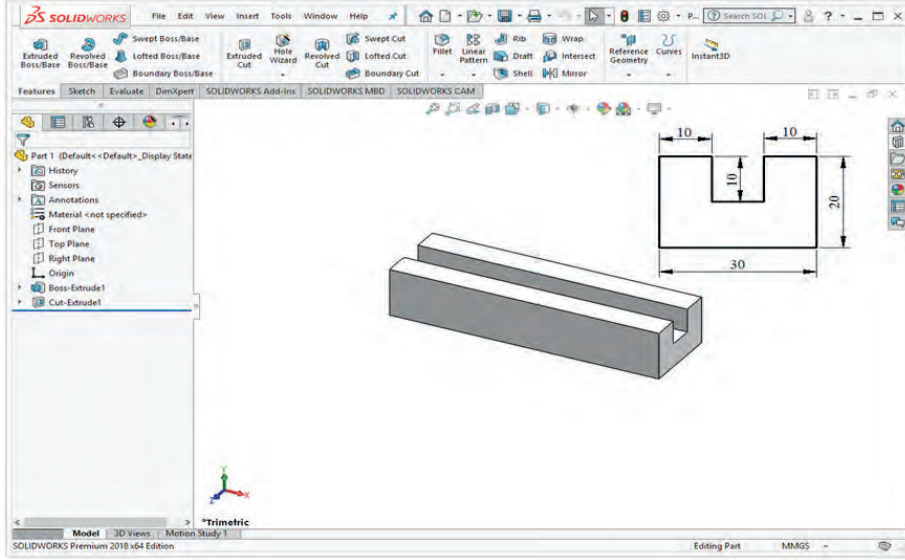 SOLIDWORKS File Edit View Insert Tools Window Help P... Search SOL
Extruded Boss/Base Revolved Boss/Base Swept Boss/Base Lofted Boss/Base Boundary Boss/Base Extruded Cut Hole Wizard Revolved Cut Swept Cut Lofted Cut Boundary Cut Fillet Linear Pattern Rib Draft Shell Wrap Intersect Mirror Reference Geometry Curves Instant3D
Features Sketch Evaluate DimXpert SOLIDWORKS Add-Ins SOLIDWORKS MBD SOLIDWORKS CAM
Part 1 (Default<<Default>_Display State
History
Sensors
Annotations
Material <not specified>
Front Plane
Top Plane
Right Plane
Origin
Boss-Extrude1
Cut-Extrude1
10 10
10
20
30
Y
Z X
*Trimetric
Model 3D Views Motion Study 1
SOLIDWORKS Premium 2018 x64 Edition Editing Part MMGS